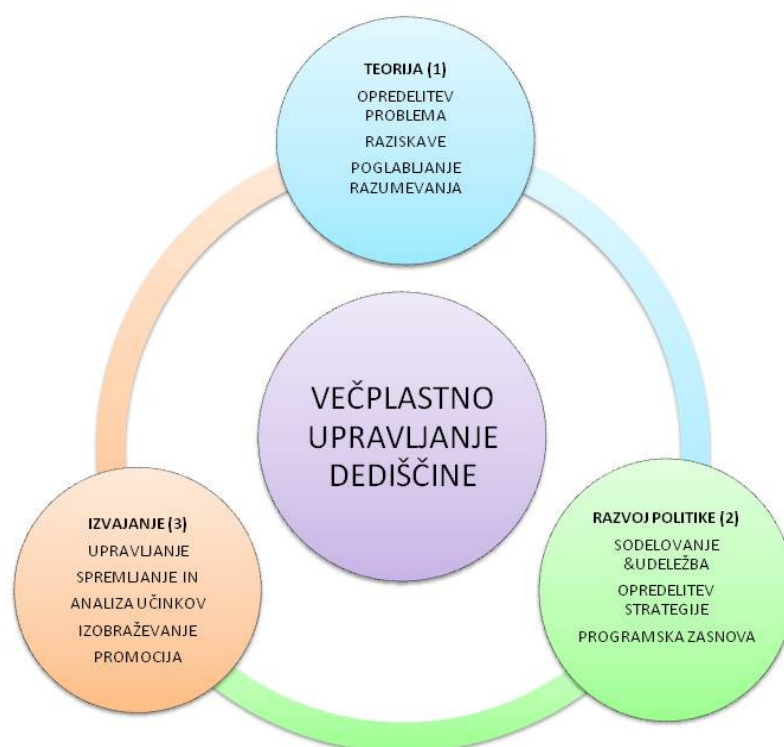 TEORIJA (1)
OPREDELITEV
PROBLEMA
RAZISKAVE
POGLABLJANJE
RAZUMEVANJA
VEČPLASTNO
UPRAVLJANJE
DEDIŠČINE
RAZVOJ POLITIKE (2)
SODELOVANJE
&UDELEŽBA
OPREDELITEV
STRATEGIJE
PROGRAMSKA ZASNOVA
IZVAJANJE (3)
UPRAVLJANJE
SPREMLJANJE IN
ANALIZA UČINKOV
IZOBRAŽEVANJE
PROMOCIJA